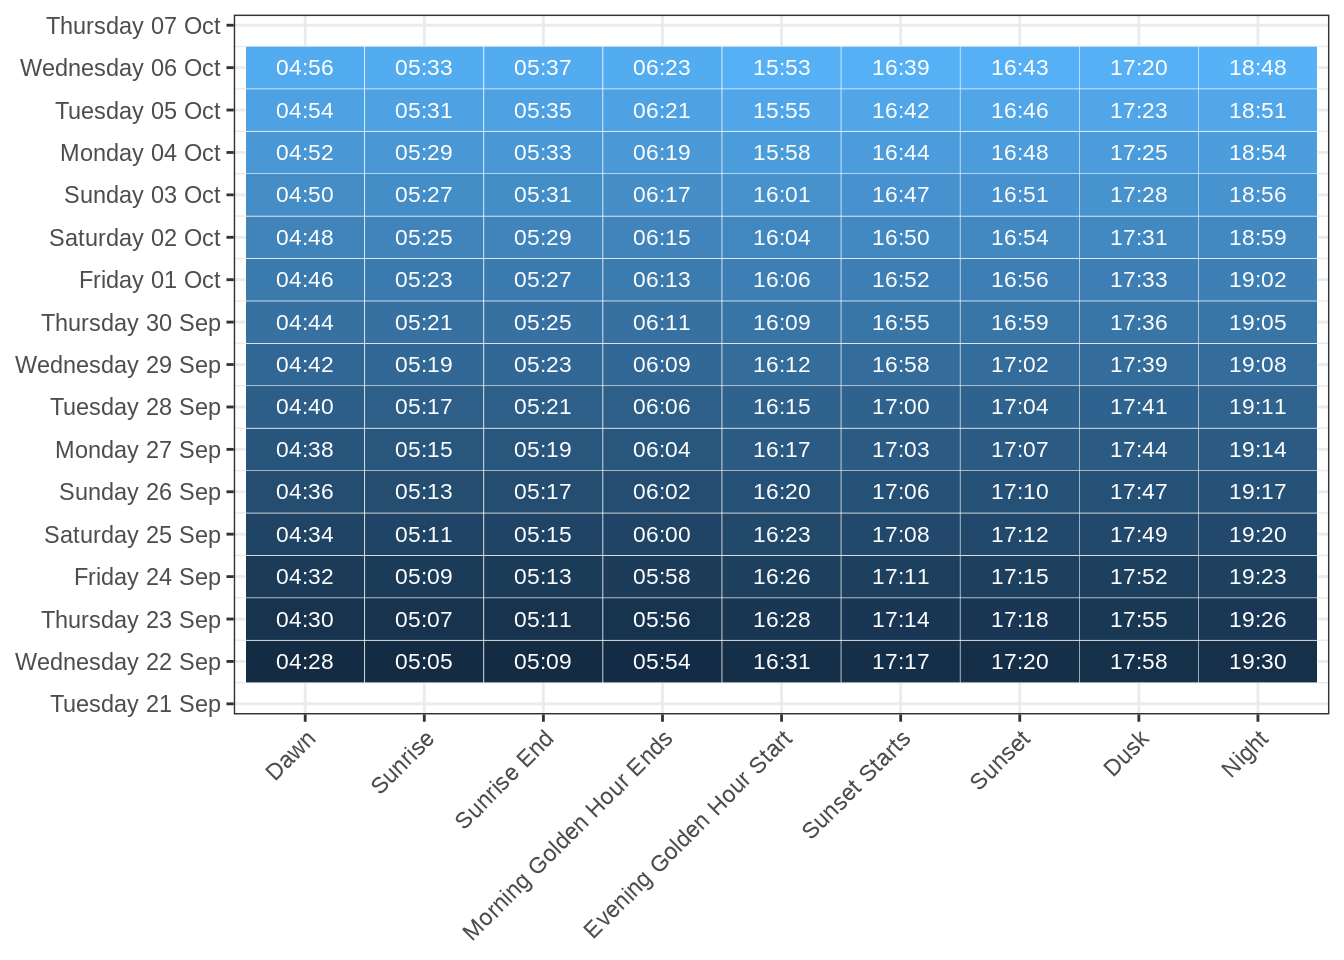 Thursday 07 Oct
Wednesday 06 Oct 04:56 05:33 05:37 06:23 15:53 16:39 16:43 17:20 18:48
Tuesday 05 Oct 04:54 05:31 05:35 06:21 15:55 16:42 16:46 17:23 18:51
Monday 04 Oct 04:52 05:29 05:33 06:19 15:58 16:44 16:48 17:25 18:54
Sunday 03 Oct 04:50 05:27 05:31 06:17 16:01 16:47 16:51 17:28 18:56
Saturday 02 Oct 04:48 05:25 05:29 06:15 16:04 16:50 16:54 17:31 18:59
Friday 01 Oct 04:46 05:23 05:27 06:13 16:06 16:52 16:56 17:33 19:02
Thursday 30 Sep 04:44 05:21 05:25 06:11 16:09 16:55 16:59 17:36 19:05
Wednesday 29 Sep 04:42 05:19 05:23 06:09 16:12 16:58 17:02 17:39 19:08
Tuesday 28 Sep 04:40 05:17 05:21 06:06 16:15 17:00 17:04 17:41 19:11
Monday 27 Sep 04:38 05:15 05:19 06:04 16:17 17:03 17:07 17:44 19:14
Sunday 26 Sep 04:36 05:13 05:17 06:02 16:20 17:06 17:10 17:47 19:17
Saturday 25 Sep 04:34 05:11 05:15 06:00 16:23 17:08 17:12 17:49 19:20
Friday 24 Sep 04:32 05:09 05:13 05:58 16:26 17:11 17:15 17:52 19:23
Thursday 23 Sep 04:30 05:07 05:11 05:56 16:28 17:14 17:18 17:55 19:26
Wednesday 22 Sep 04:28 05:05 05:09 05:54 16:31 17:17 17:20 17:58 19:30
Tuesday 21 Sep
Dawn
Sunrise
Sunrise End
Morning Golden Hour Ends
Evening Golden Hour Start
Sunset Starts
Sunset
Dusk
Night